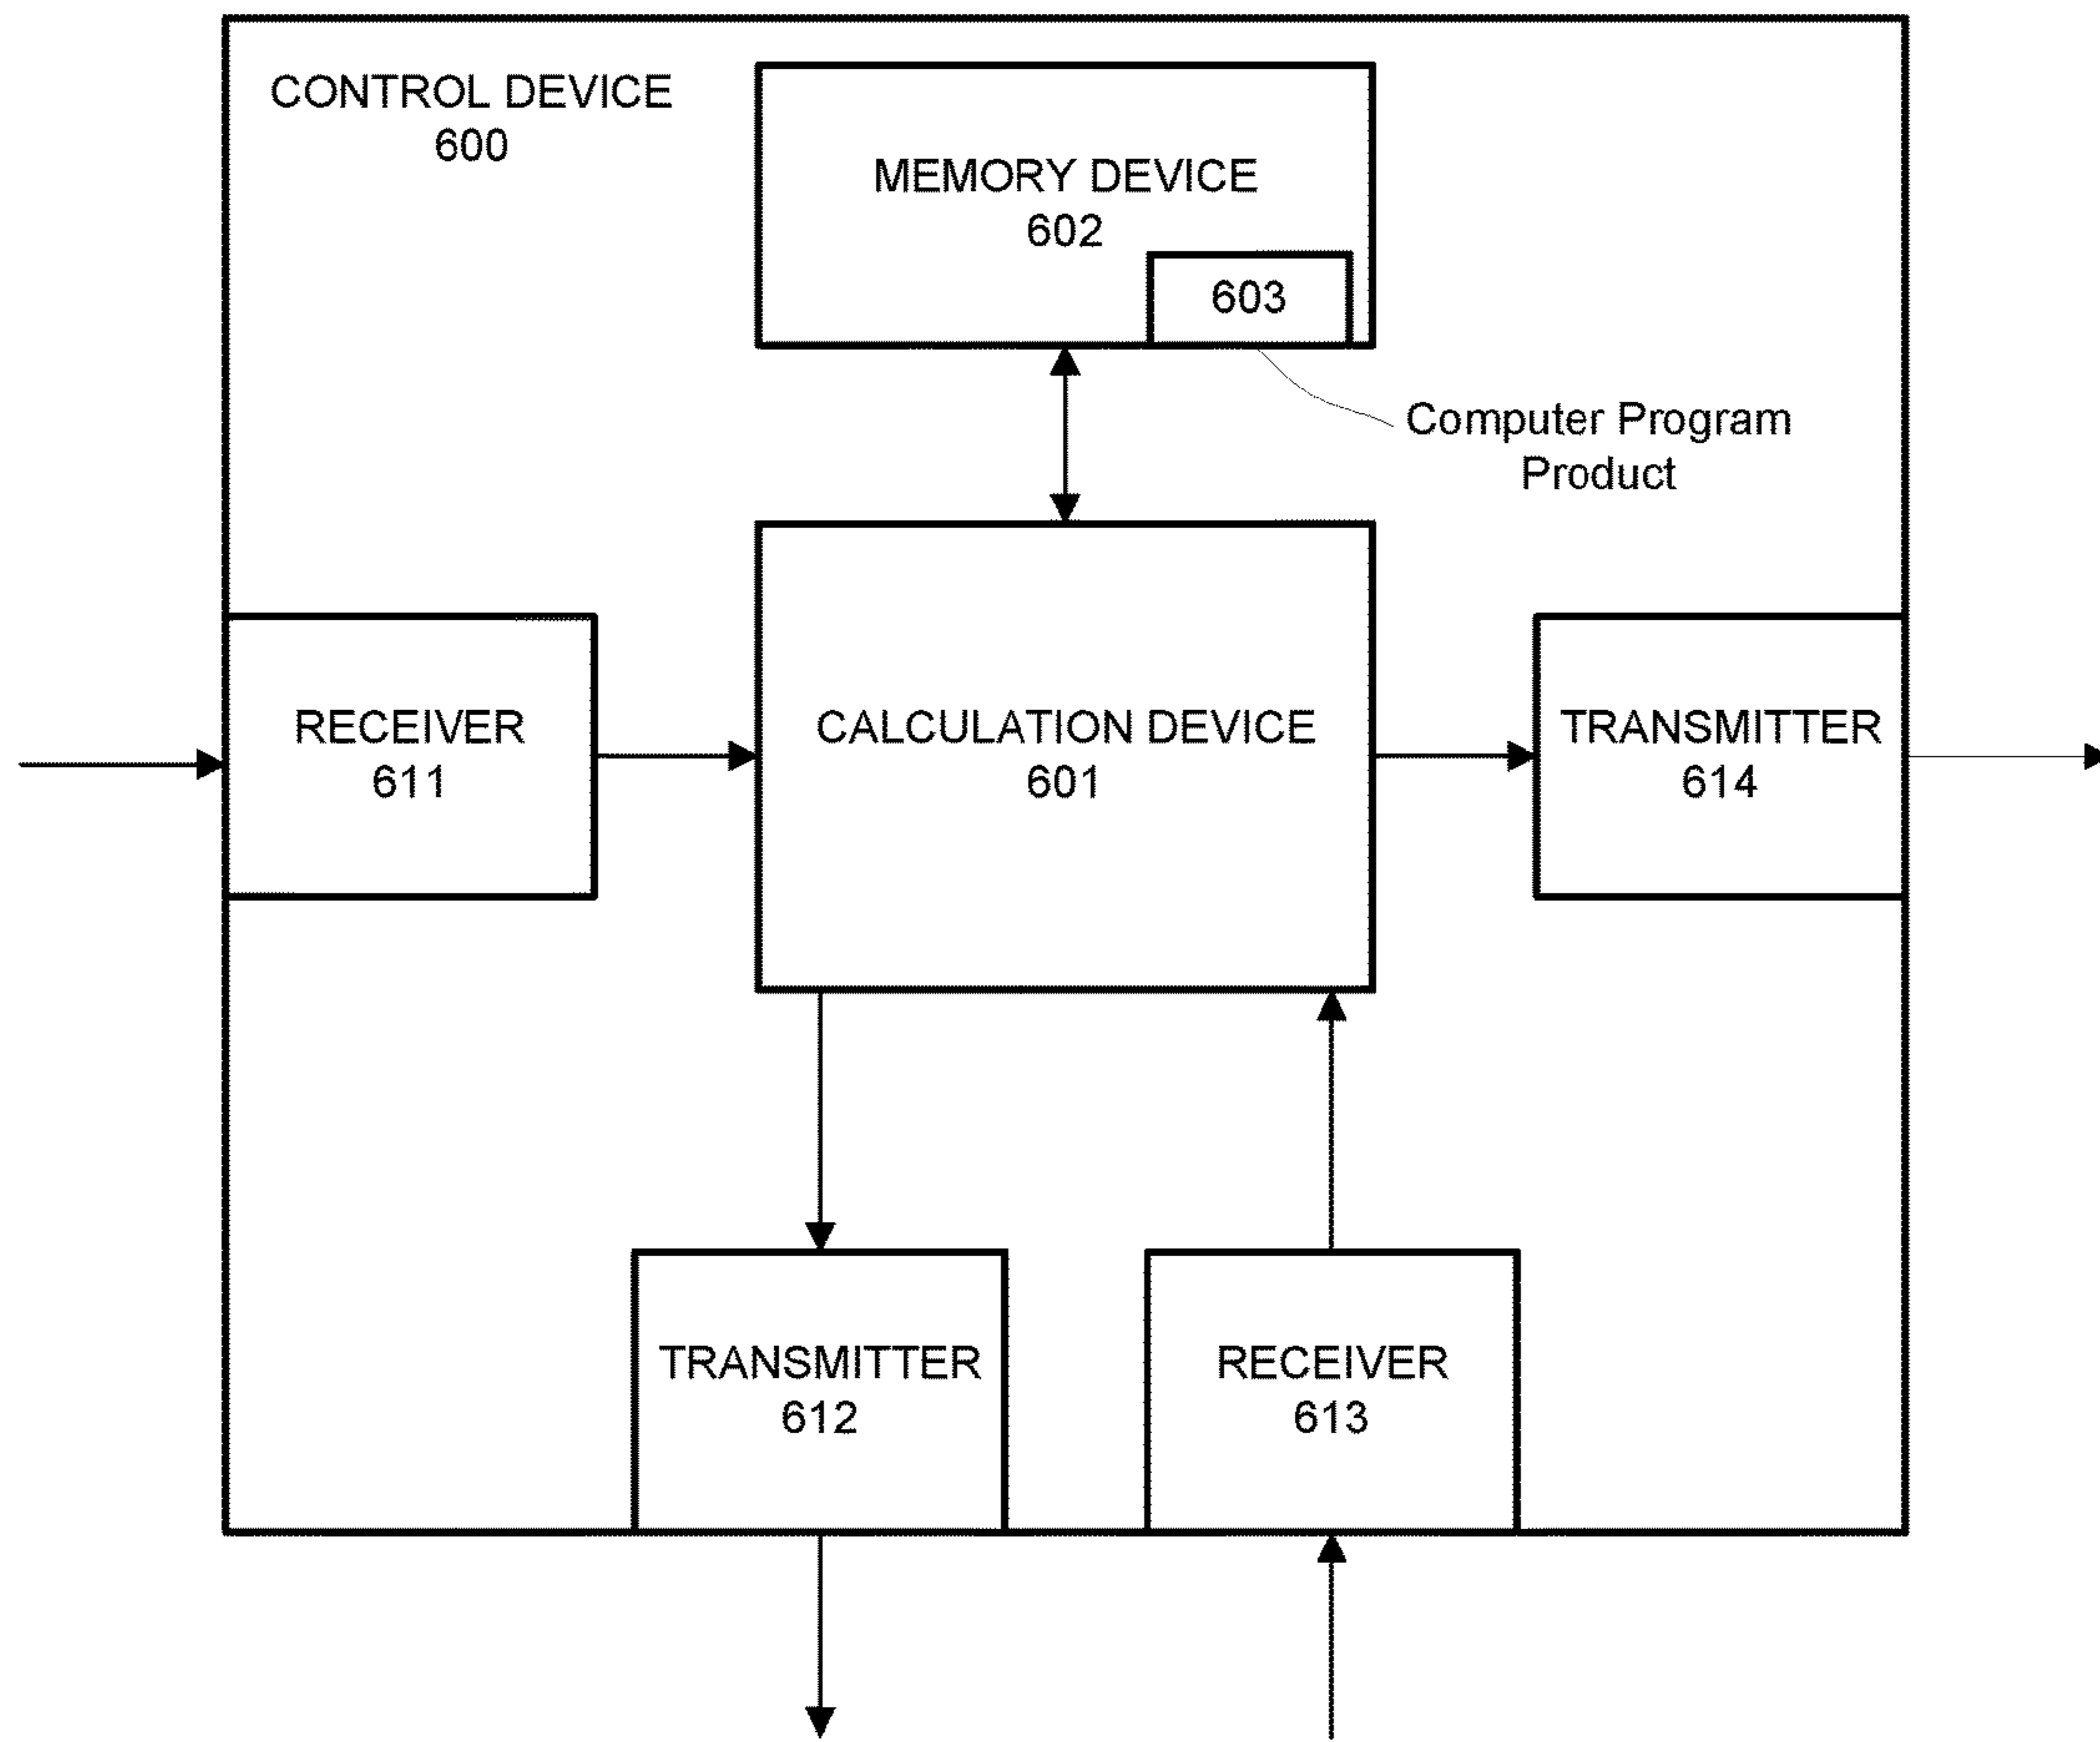 CONTROL DEVICE
600
MEMORY DEVICE
602
603
Computer Program
Product
RECEIVER
611
CALCULATION DEVICE
601
TRANSMITTER
614
TRANSMITTER
612
RECEIVER
613